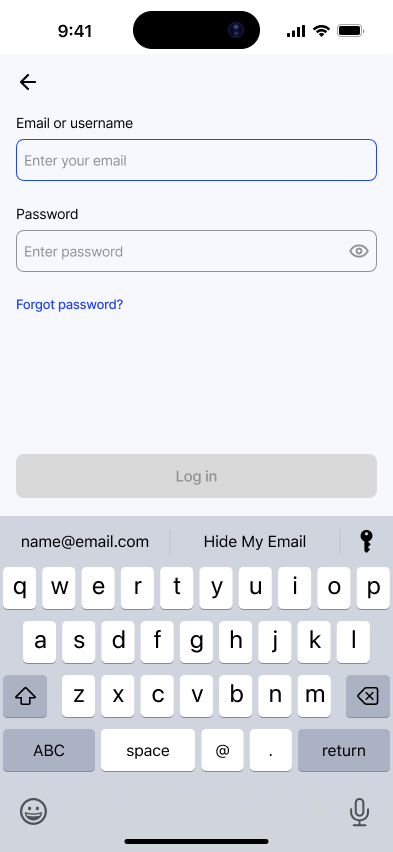 9:41
Email or username
Enter your email
Password
Enter password
Forgot password?
Log in
name@email.com Hide My Email
q w e r t y u i o p
a s d f g h j k l
z x c v b n m
ABC space @ . return